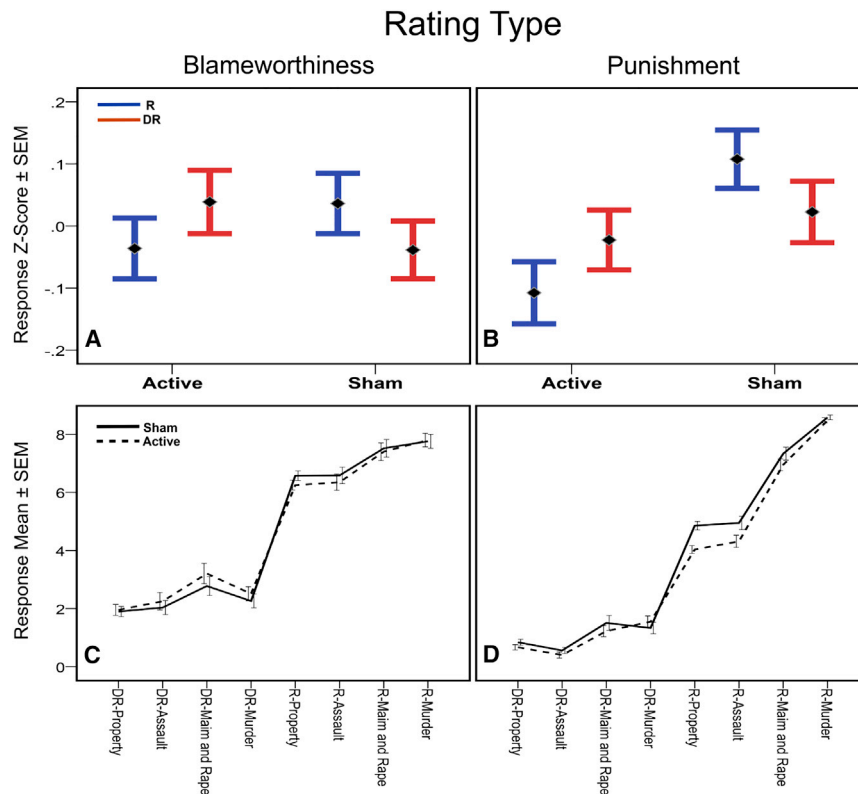 Rating Type
Blameworthiness
Punishment
Response Z-Score ± SEM
.2
.1
.0
-.1
-.2
R
DR
A
B
Active
Sham
Active
Sham
Response Mean ± SEM
8
6
4
2
0
Sham
Active
C
D
DR-Property
DR-Assault
DR-Maim and Rape
DR-Murder
R-Property
R-Assault
R-Maim and Rape
R-Murder
DR-Property
DR-Assault
DR-Maim and Rape
DR-Murder
R-Property
R-Assault
R-Maim and Rape
R-Murder